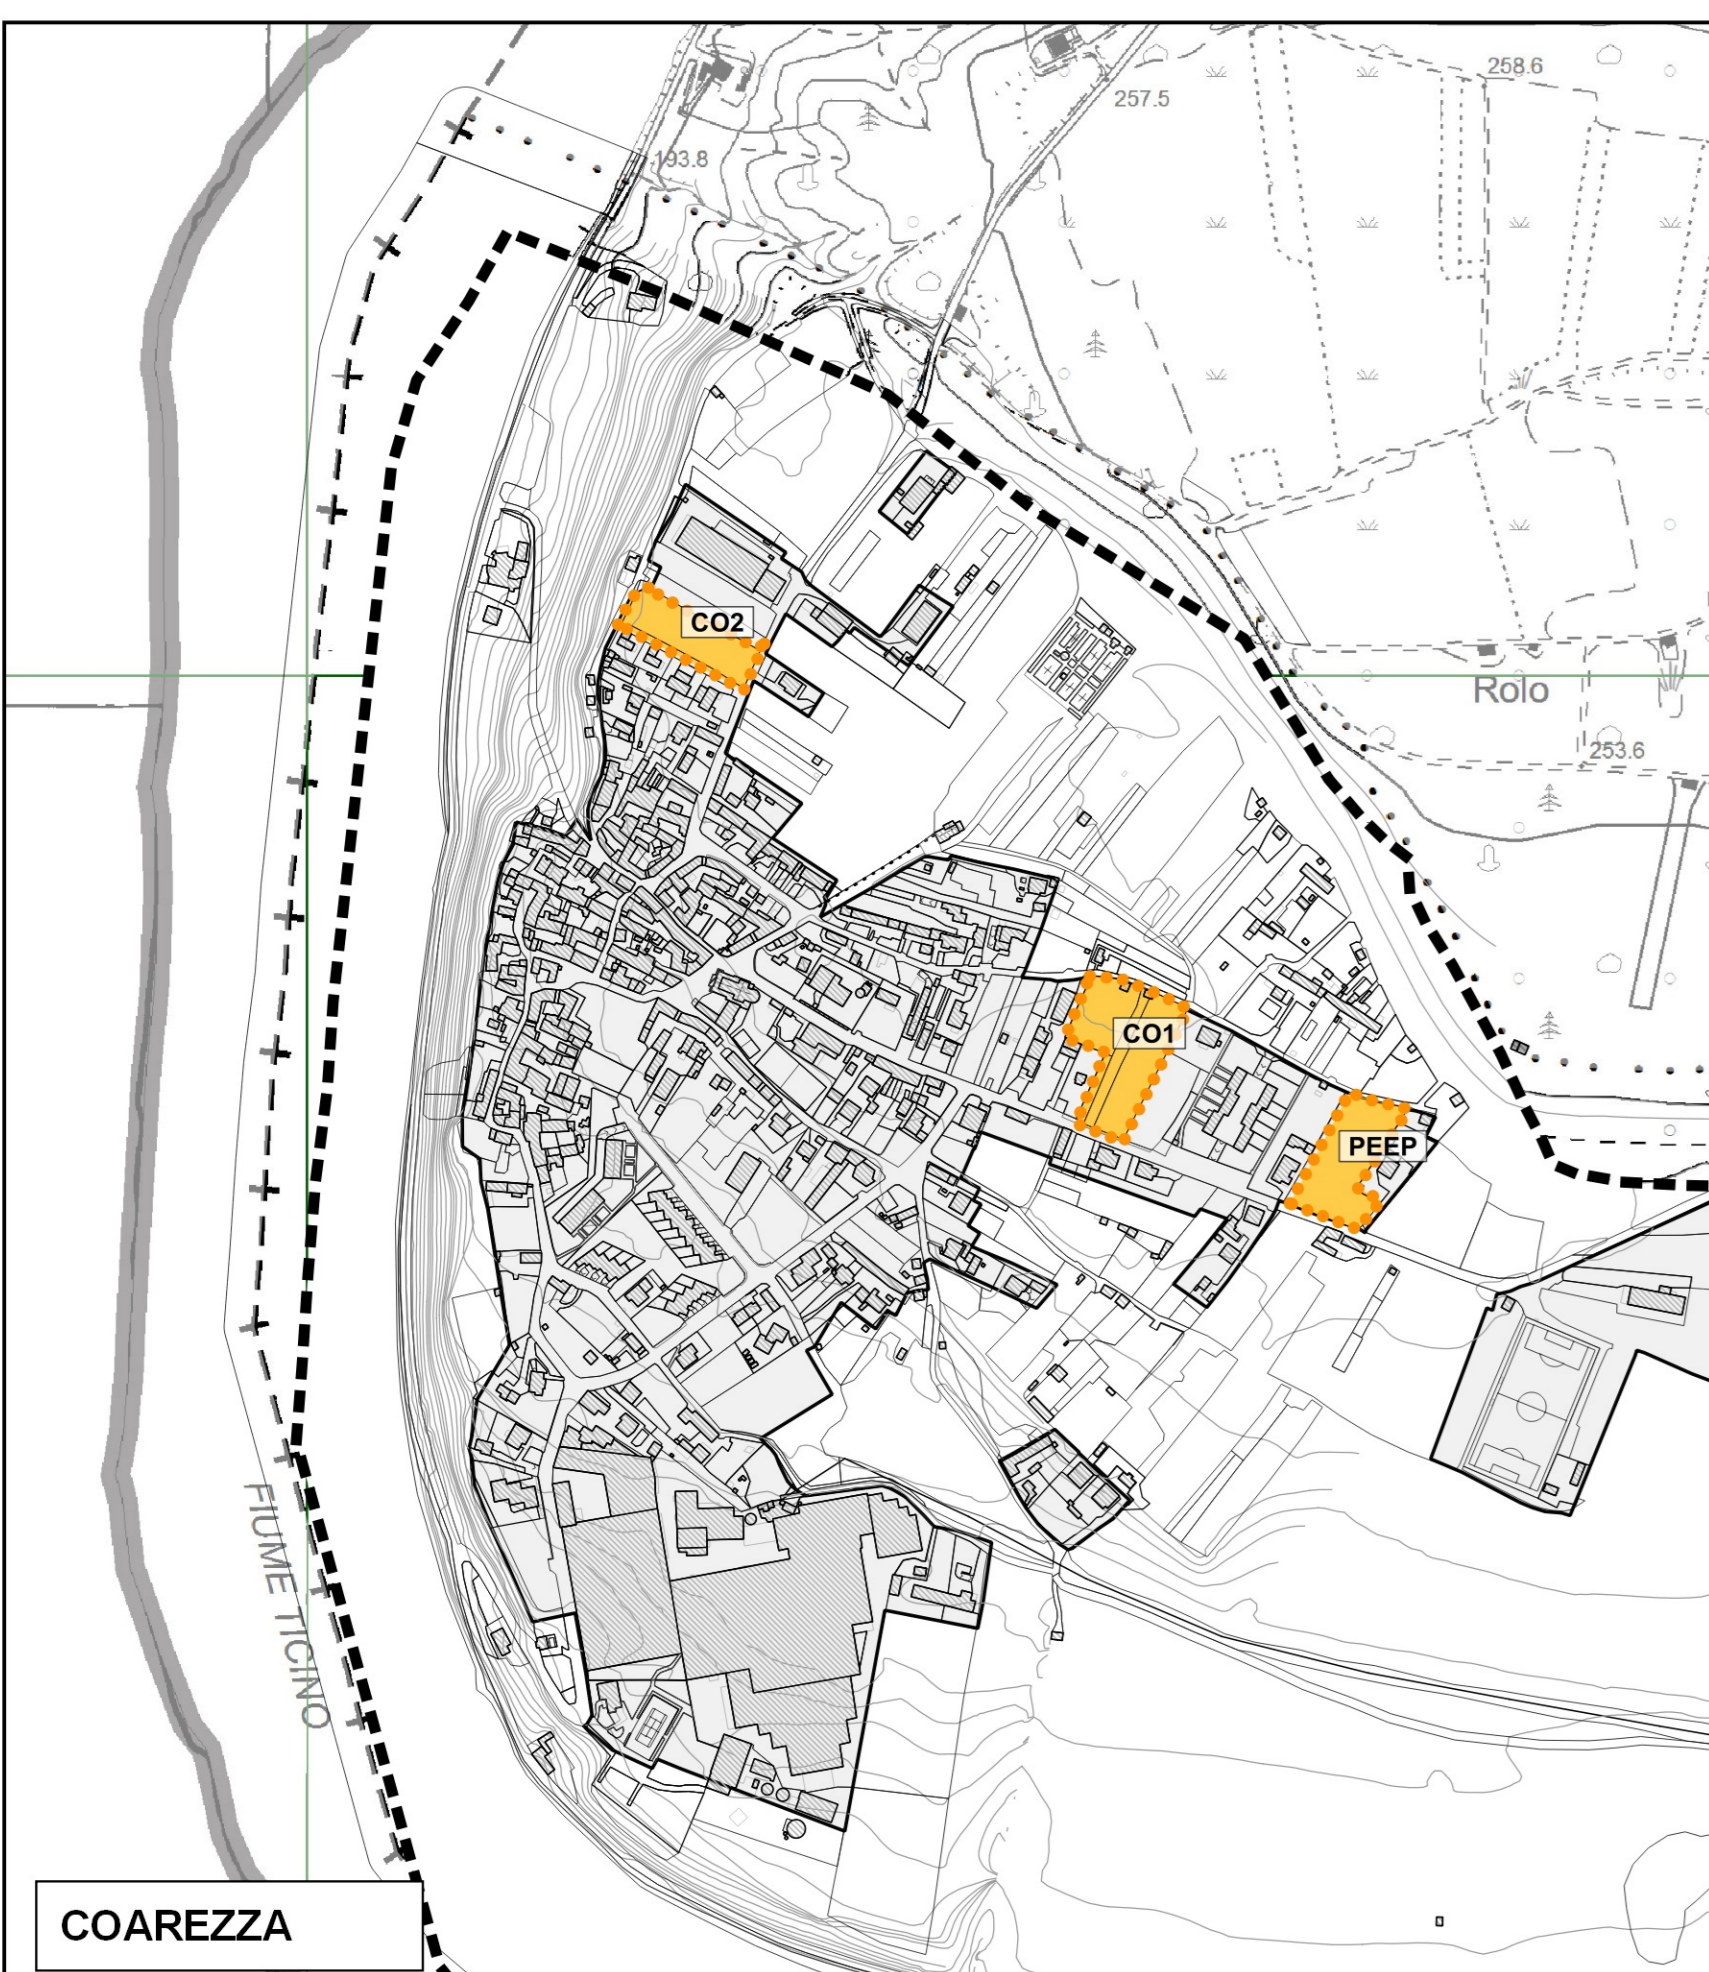 258.6
257.5
193.8
CO2
Rolo
253.6
CO1
PEEP
FIUME TICINO
COAREZZA